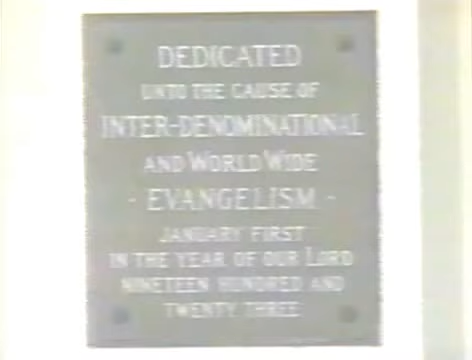 DEDICATED
UNTO THE CAUSE OF
INTER-DENOMINATIONAL
AND WORLD WIDE
- EVANGELISM -
JANUARY FIRST
IN THE YEAR OF OUR LORD
NINETEEN HUNDRED AND
TWENTY THREE